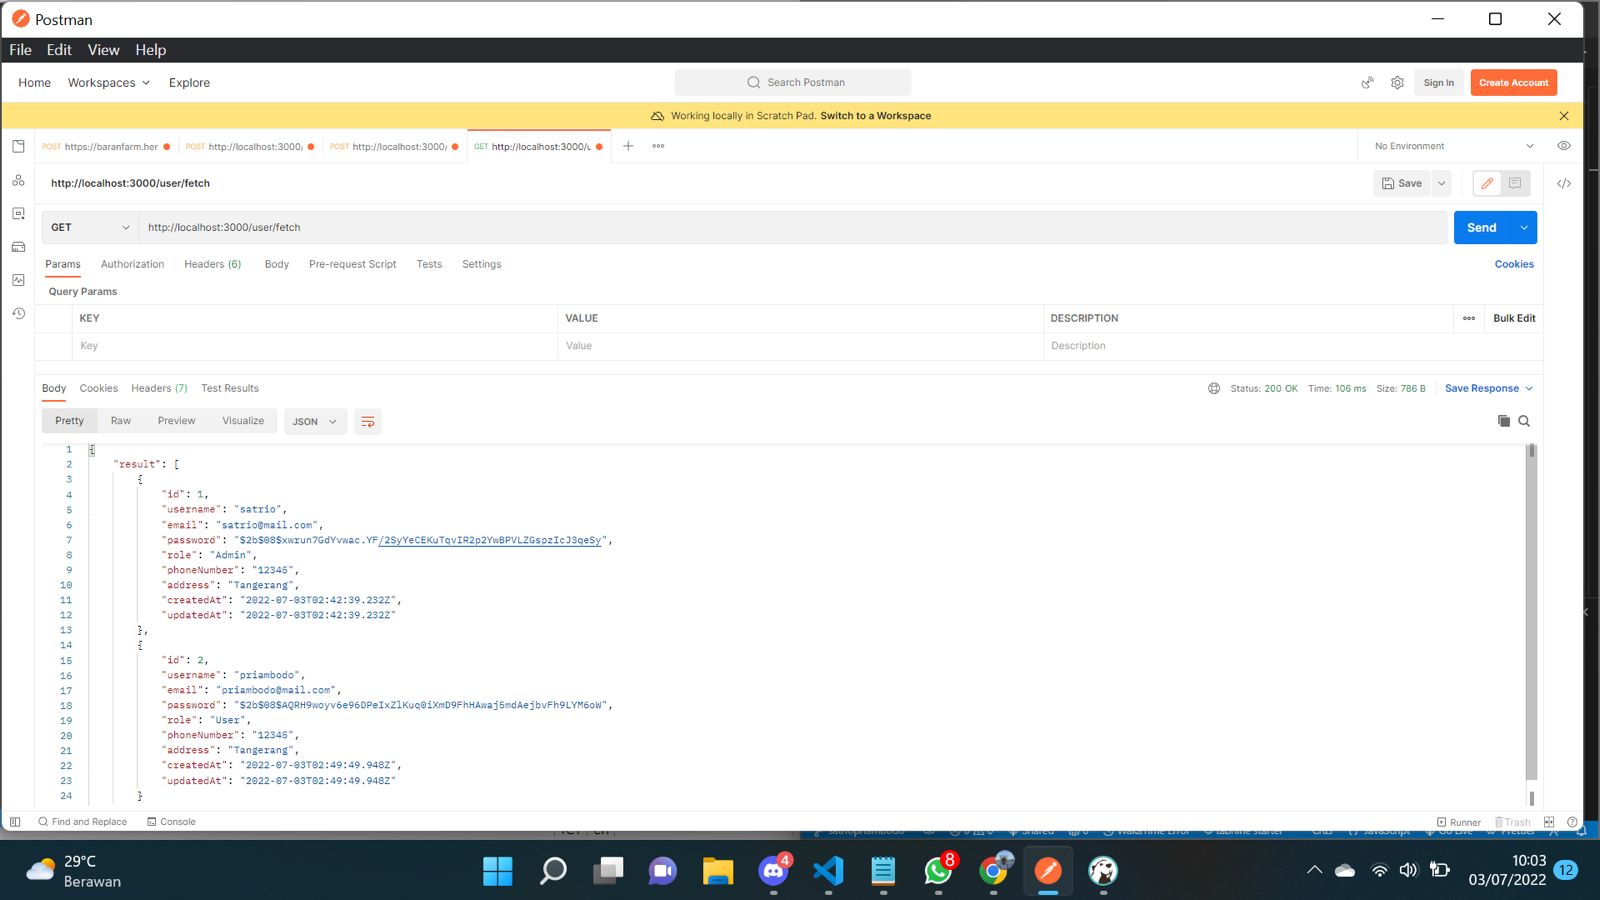 Postman
File Edit View Help
Home Workspaces Explore Search Postman Sign In Create Account
Working locally in Scratch Pad. Switch to a Workspace
POST https://baranfarm.her POST http://localhost:3000/ POST http://localhost:3000/ GET http://localhost:3000/u No Environment
http://localhost:3000/user/fetch Save
GET http://localhost:3000/user/fetch Send
Params Authorization Headers (6) Body Pre-request Script Tests Settings Cookies
Query Params
KEY VALUE DESCRIPTION Bulk Edit
Key Value Description
Body Cookies Headers (7) Test Results Status: 200 OK Time: 106 ms Size: 786 B Save Response
Pretty Raw Preview Visualize JSON
1 {
2 "result": [
3 {
4 "id": 1,
5 "username": "satrio",
6 "email": "satrio@mail.com",
7 "password": "$2b$08$xwrun7GdYvwac.YF/2SyYeCEKuTqvIR2p2YwBPVLZGspzIcJ3qeSy",
8 "role": "Admin",
9 "phoneNumber": "12345",
10 "address": "Tangerang",
11 "createdAt": "2022-07-03T02:42:39.232Z",
12 "updatedAt": "2022-07-03T02:42:39.232Z"
13 },
14 {
15 "id": 2,
16 "username": "priambodo",
17 "email": "priambodo@mail.com",
18 "password": "$2b$08$AQRH9woyv6e96DPeIxZlKuq0iXmD9FhHAwaj5mdAejbvFh9LYM6oW",
19 "role": "User",
20 "phoneNumber": "12345",
21 "address": "Tangerang",
22 "createdAt": "2022-07-03T02:49:49.948Z",
23 "updatedAt": "2022-07-03T02:49:49.948Z"
24 }
Find and Replace Console Runner Trash
29°C
Berawan
4
8
10:03
03/07/2022
12